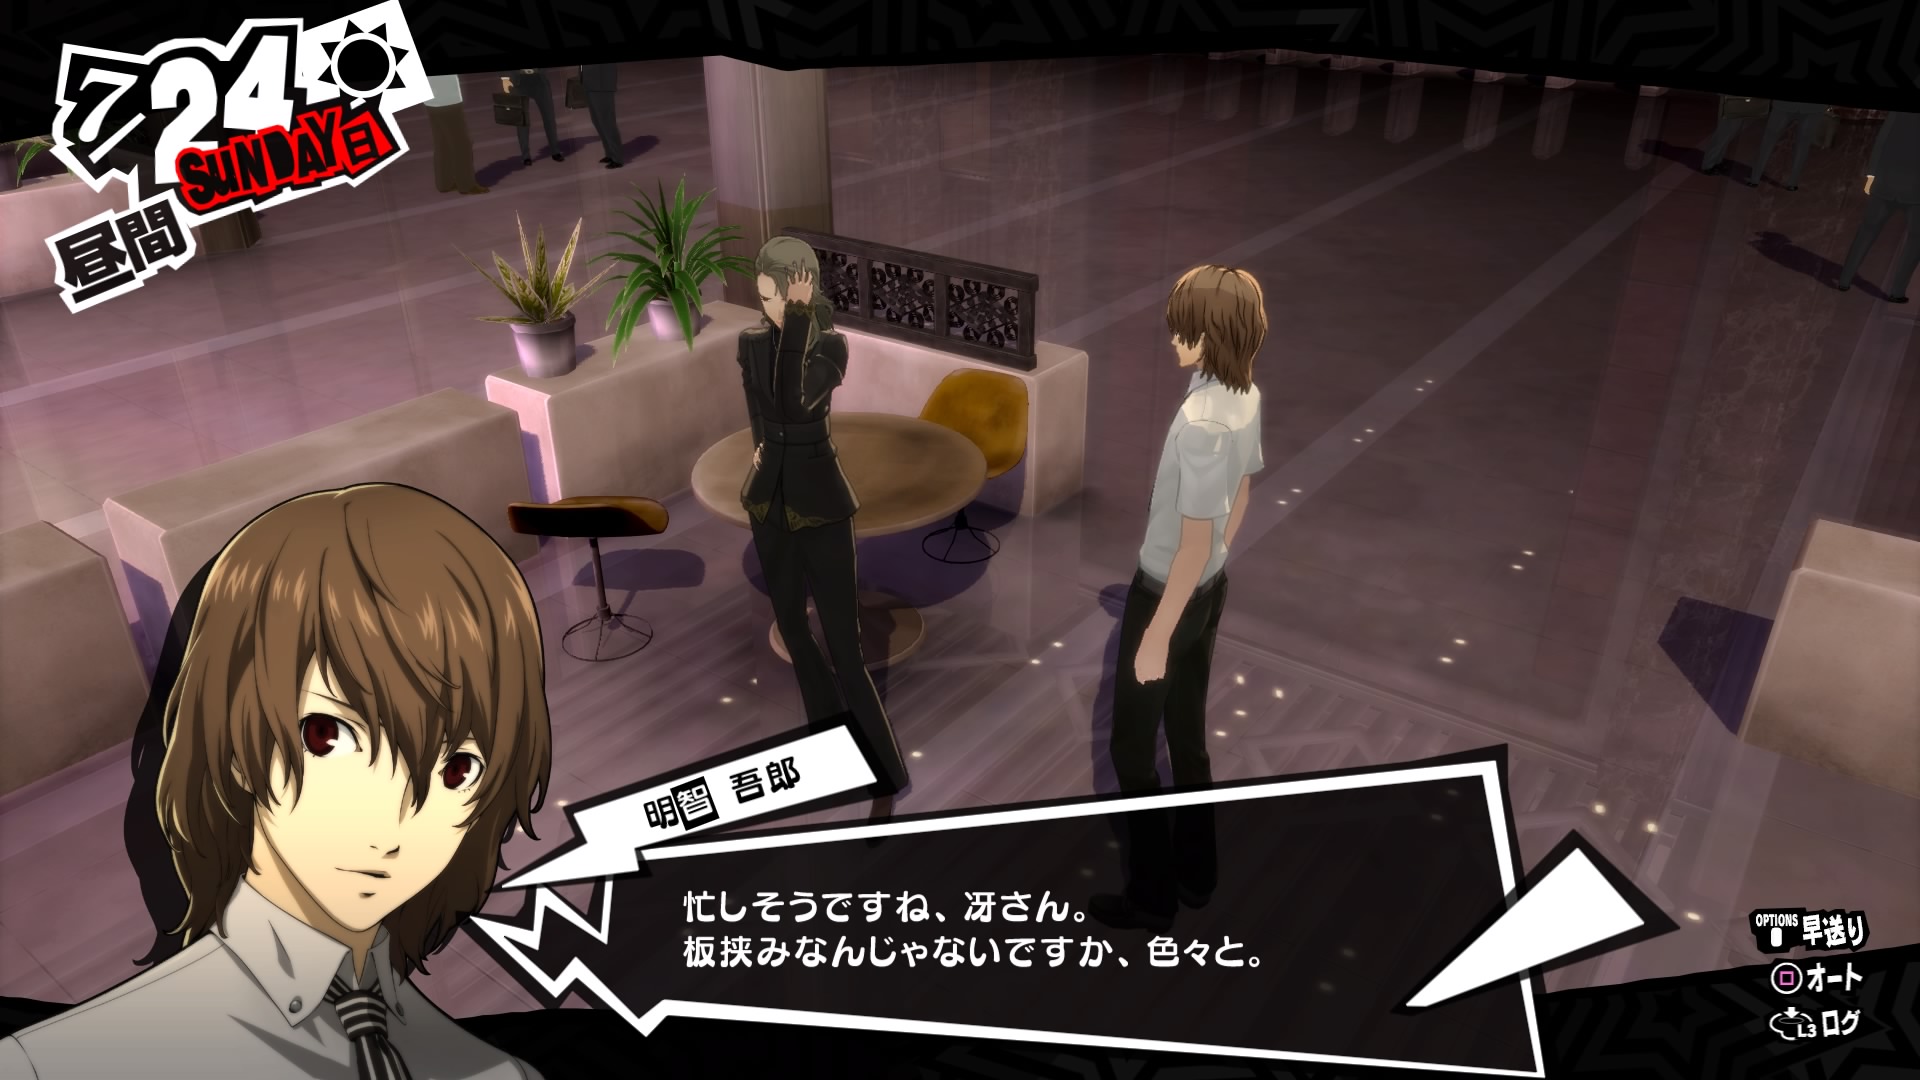 7 24
SUNDAY 日
昼間
明智 吾郎
忙しそうですね、冴さん。
板挟みなんじゃないですか、色々と。
OPTIONS 早送り
オート
L3 ログ